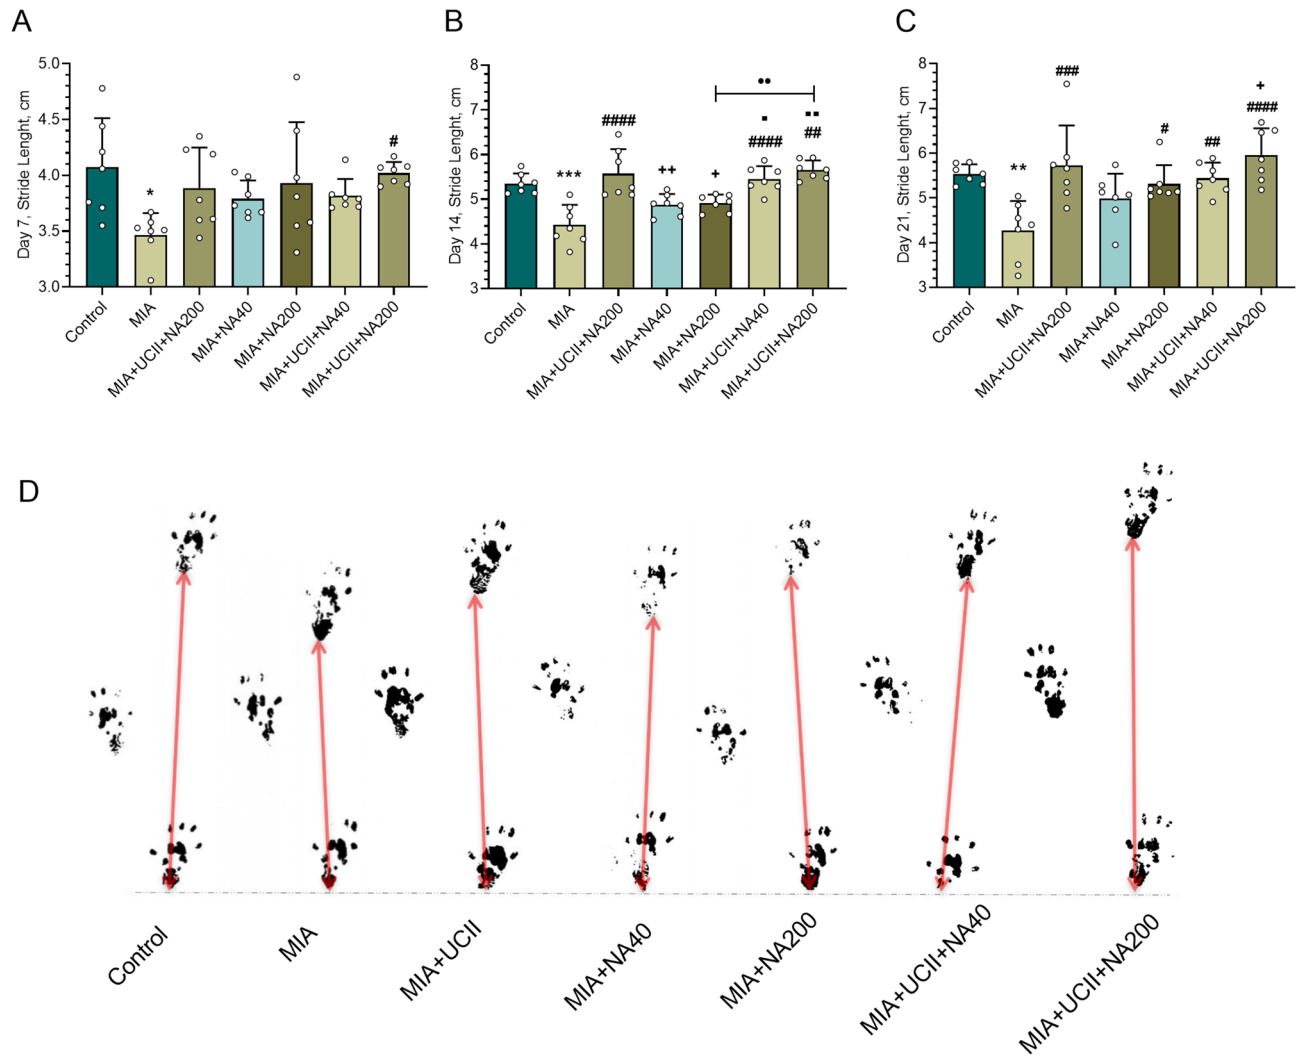 A
B
C
Day 7, Stride Lenght, cm
5.0
4.5
4.0
3.5
3.0
*
#
Control
MIA
MIA+UCII+NA200
MIA+NA40
MIA+NA200
MIA+UCII+NA40
MIA+UCII+NA200
Day 14, Stride Lenght, cm
8
7
6
5
4
3
***
####
++
+
▪
####
●●
▪▪
##
Control
MIA
MIA+UCII+NA200
MIA+NA40
MIA+NA200
MIA+UCII+NA40
MIA+UCII+NA200
Day 21, Stride Lenght, cm
8
7
6
5
4
3
**
###
#
##
+
####
Control
MIA
MIA+UCII+NA200
MIA+NA40
MIA+NA200
MIA+UCII+NA40
MIA+UCII+NA200
D
Control
MIA
MIA+UCII
MIA+NA40
MIA+NA200
MIA+UCII+NA40
MIA+UCII+NA200